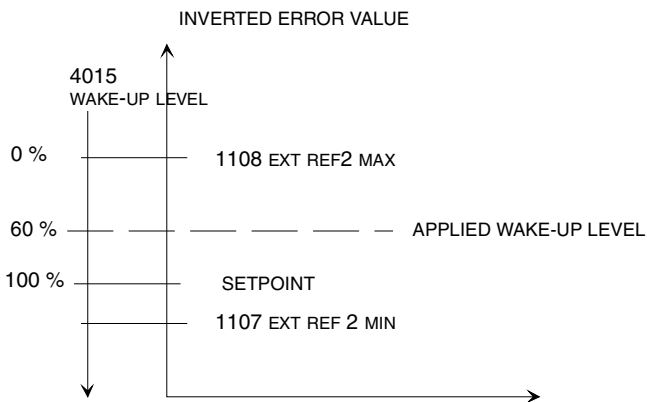 INVERTED ERROR VALUE
4015
WAKE-UP LEVEL
0 %
1108 EXT REF2 MAX
60 %
APPLIED WAKE-UP LEVEL
100 %
SETPOINT
1107 EXT REF 2 MIN